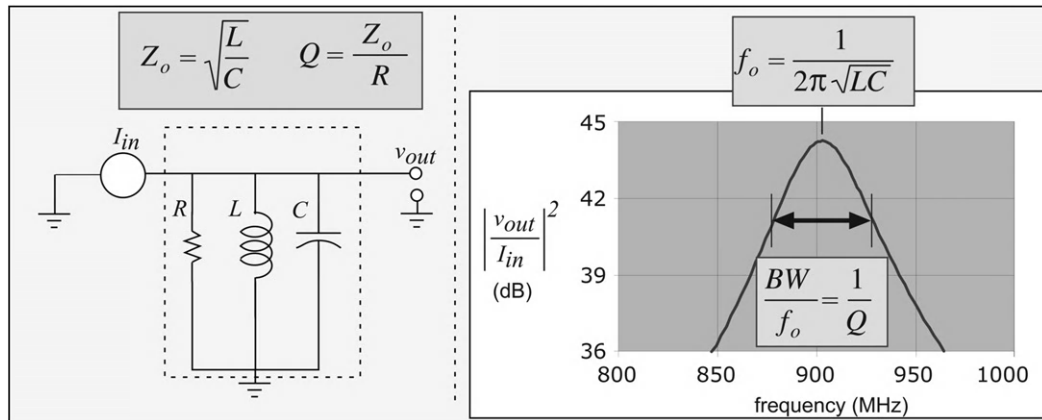 Z_o = √(L/C)    Q = Z_o/R
I_in
v_out
R
L
C
f_o = 1/(2π√(LC))
45
42
39
36
|v_out/I_in|²
(dB)
BW/f_o = 1/Q
800 850 900 950 1000
frequency (MHz)